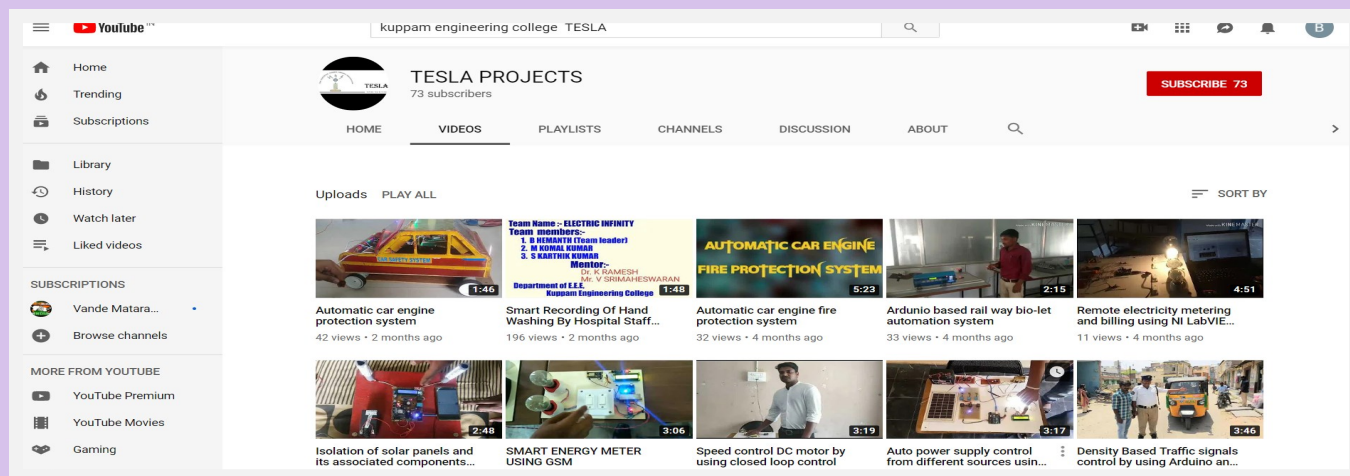 YouTube IN
kuppam engineering college TESLA
B
Home
Trending
Subscriptions
Library
History
Watch later
Liked videos
SUBSCRIPTIONS
Vande Matara...
Browse channels
MORE FROM YOUTUBE
YouTube Premium
YouTube Movies
Gaming
TESLA
TESLA PROJECTS
73 subscribers
SUBSCRIBE 73
HOME VIDEOS PLAYLISTS CHANNELS DISCUSSION ABOUT
Uploads PLAY ALL
SORT BY
1:46
Automatic car engine
protection system
42 views • 2 months ago
Team Name :- ELECTRIC INFINITY
Team members:-
1. B HEMANTH (Team leader)
2. M KOMAL KUMAR
3. S KARTHIK KUMAR
Mentor:-
Dr. K RAMESH
Mr. V SRIMAHESWARAN
Department of E.E.E,
Kuppam Engineering College
1:48
Smart Recording Of Hand
Washing By Hospital Staff...
196 views • 2 months ago
AUTOMATIC CAR ENGINE
FIRE PROTECTION SYSTEM
5:23
Automatic car engine fire
protection system
32 views • 4 months ago
2:15
Ardunio based rail way bio-let
automation system
33 views • 4 months ago
4:51
Remote electricity metering
and billing using NI LabVIE...
11 views • 4 months ago
2:48
Isolation of solar panels and
its associated components...
3:06
SMART ENERGY METER
USING GSM
3:19
Speed control DC motor by
using closed loop control
3:17
Auto power supply control
from different sources usin...
3:46
Density Based Traffic signals
control by using Arduino an...